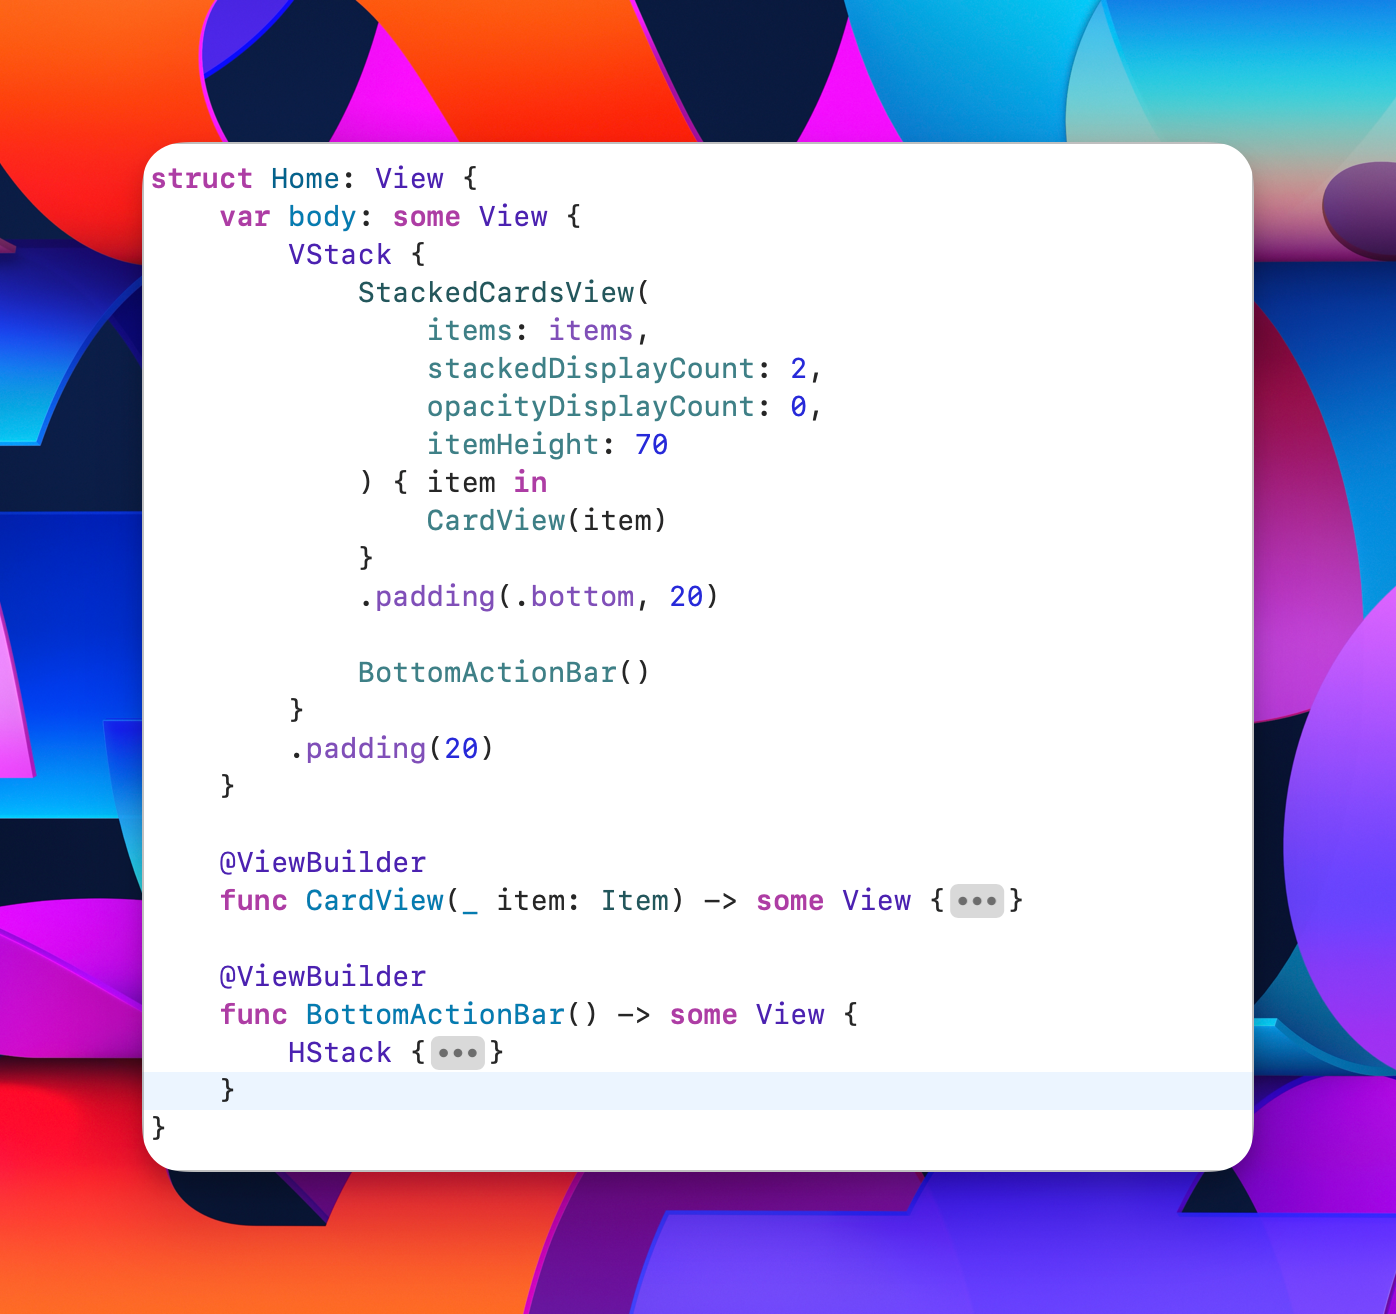 struct Home: View {
    var body: some View {
        VStack {
            StackedCardsView(
                items: items,
                stackedDisplayCount: 2,
                opacityDisplayCount: 0,
                itemHeight: 70
            ) { item in
                CardView(item)
            }
            .padding(.bottom, 20)

            BottomActionBar()
        }
        .padding(20)
    }

    @ViewBuilder
    func CardView(_ item: Item) -> some View {•••}

    @ViewBuilder
    func BottomActionBar() -> some View {
        HStack {•••}
    }
}